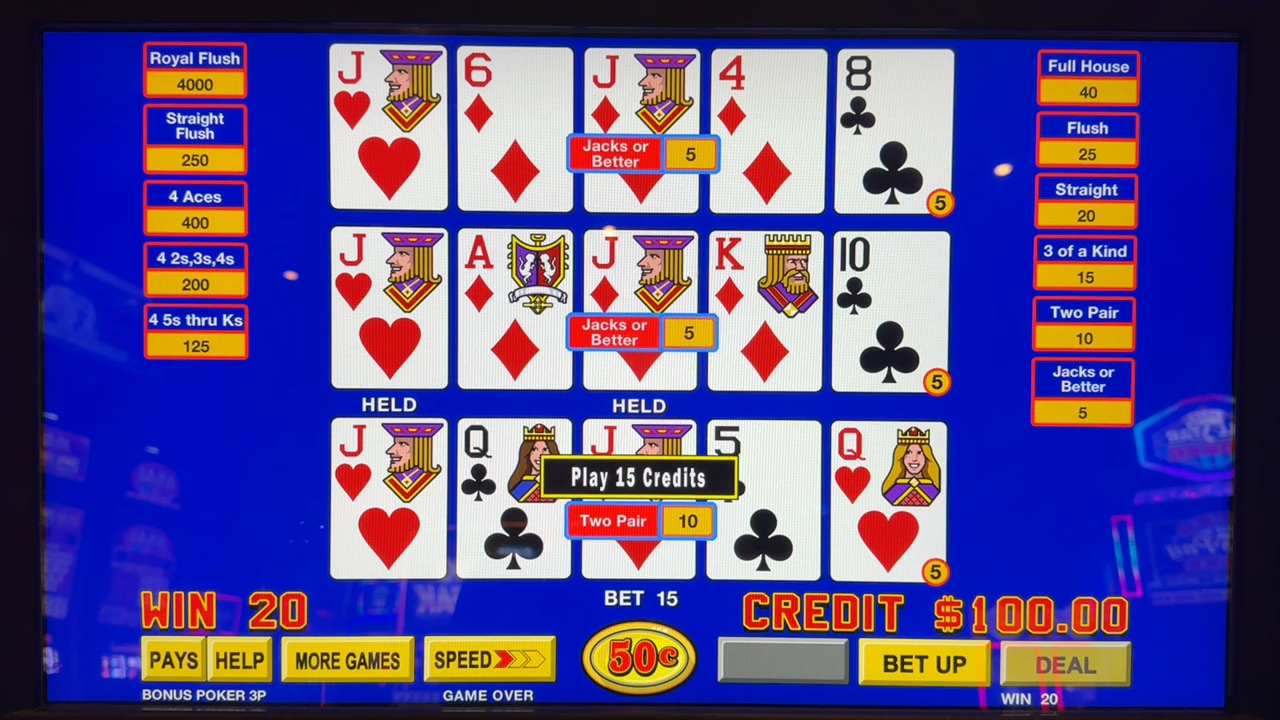 Royal Flush
4000
Straight
Flush
250
4 Aces
400
4 2s,3s,4s
200
4 5s thru Ks
125
J 6 J 4 8
Jacks or
Better 5
5
J A J K 10
Jacks or
Better 5
5
HELD HELD
J Q J 5 Q
Play 15 Credits
Two Pair 10
5
Full House
40
Flush
25
Straight
20
3 of a Kind
15
Two Pair
10
Jacks or
Better
5
BET 15
WIN 20
CREDIT $100.00
PAYS HELP MORE GAMES SPEED 50¢ BET UP DEAL
BONUS POKER 3P GAME OVER WIN 20